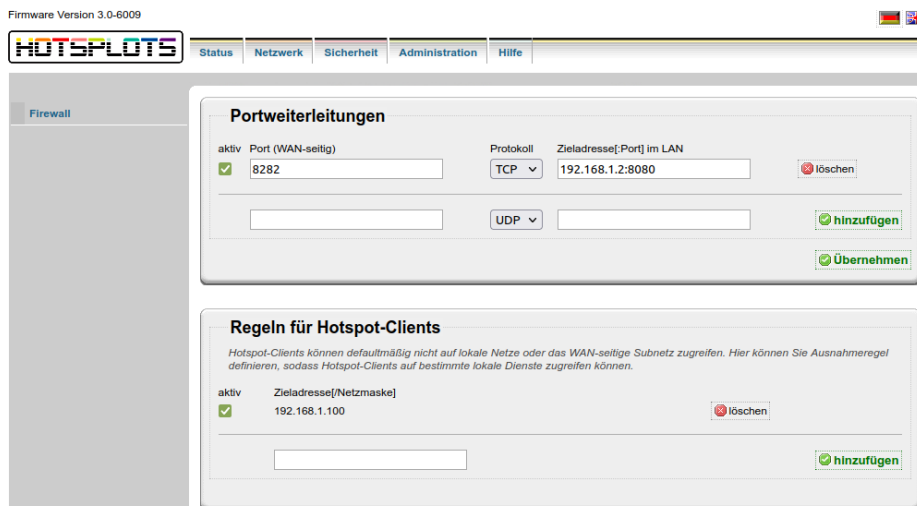 Firmware Version 3.0-6009
HOTSPLOTS
Status Netzwerk Sicherheit Administration Hilfe
Firewall
Portweiterleitungen
aktiv Port (WAN-seitig) Protokoll Zieladresse[:Port] im LAN
8282 TCP 192.168.1.2:8080 löschen
UDP hinzufügen
Übernehmen
Regeln für Hotspot-Clients
Hotspot-Clients können defaultmäßig nicht auf lokale Netze oder das WAN-seitige Subnetz zugreifen. Hier können Sie Ausnahmeregel
definieren, sodass Hotspot-Clients auf bestimmte lokale Dienste zugreifen können.
aktiv Zieladresse[/Netzmaske]
192.168.1.100 löschen
hinzufügen